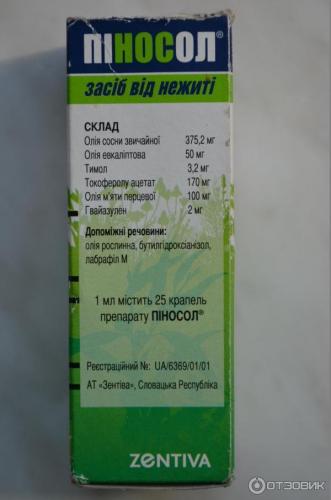 ПІНОСОЛ®
засіб від нежиті
СКЛАД
Олія сосни звичайної 375,2 мг
Олія евкаліптова 50 мг
Тимол 3,2 мг
Токоферолу ацетат 170 мг
Олія м'яти перцевої 100 мг
Гвайазулен 2 мг
Допоміжні речовини:
олія рослинна, бутилгідроксіанізол,
лабрафіл М
1 мл містить 25 крапель
препарату ПІНОСОЛ®
Реєстраційний №: UA/6369/01/01
АТ «Зентіва», Словацька Республіка
ZENTIVA
ОТЗОВИК